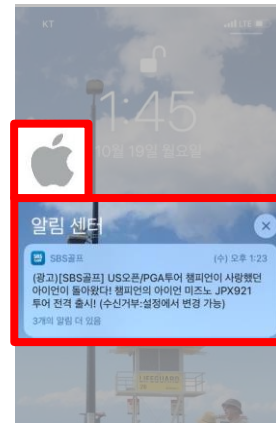 KT
LTE
1:45
10월 19일 월요일
알림 센터
SBS골프
(수) 오후 1:23
(광고)[SBS골프] US오픈/PGA투어 챔피언이 사랑했던
아이언이 돌아왔다! 챔피언의 아이언 미즈노 JPX921
투어 전격 출시! (수신거부:설정에서 변경 가능)
3개의 알림 더 있음
LIFEGUARD